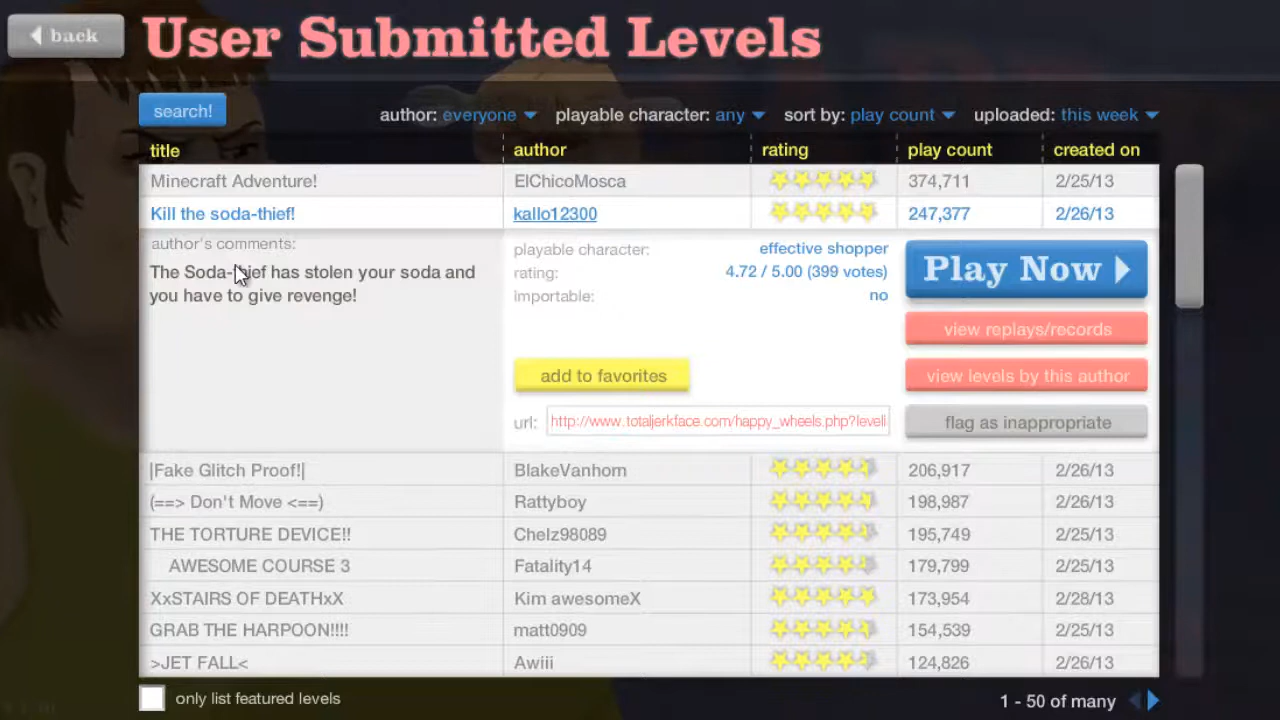 back
User Submitted Levels
search!
author: everyone playable character: any sort by: play count uploaded: this week
title author rating play count created on
Minecraft Adventure! ElChicoMosca 374,711 2/25/13
Kill the soda-thief! kallo12300 247,377 2/26/13
author's comments:
The Soda-thief has stolen your soda and
you have to give revenge!
playable character: effective shopper
rating: 4.72 / 5.00 (399 votes)
Importable: no
Play Now
view replays/records
add to favorites
view levels by this author
url: http://www.totaljerkface.com/happy_wheels.php?levelI
flag as inappropriate
|Fake Glitch Proof!| BlakeVanhorn 206,917 2/26/13
(==> Don't Move <==) Rattyboy 198,987 2/26/13
THE TORTURE DEVICE!! Chelz98089 195,749 2/25/13
AWESOME COURSE 3 Fatality14 179,799 2/25/13
XxSTAIRS OF DEATHxX Kim awesomeX 173,954 2/28/13
GRAB THE HARPOON!!!! matt0909 154,539 2/25/13
>JET FALL< Awiii 124,826 2/26/13
only list featured levels
1 - 50 of many